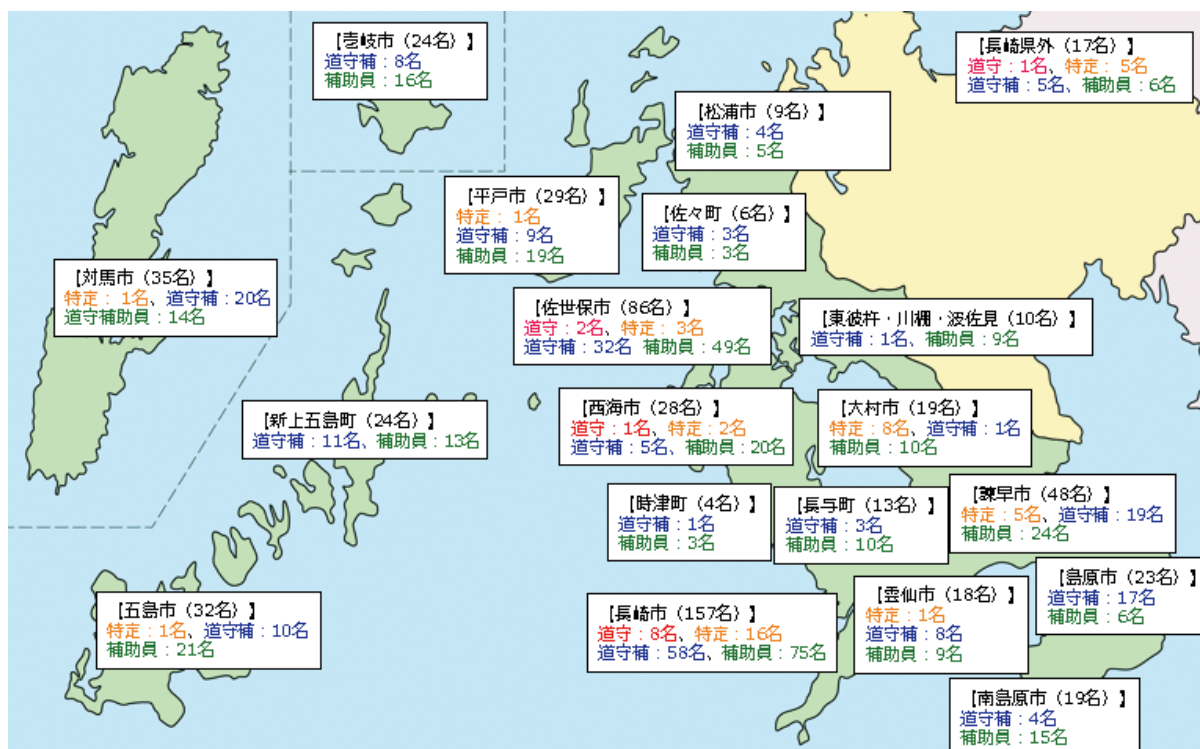 【壱岐市（24名）】
道守補：8名
補助員：16名
【長崎県外（17名）】
道守：1名、特定：5名
道守補：5名、補助員：6名
【松浦市（9名）】
道守補：4名
補助員：5名
【平戸市（29名）】
特定：1名
道守補：9名
補助員：19名
【佐々町（6名）】
道守補：3名
補助員：3名
【対馬市（35名）】
特定：1名、道守補：20名
道守補助員：14名
【佐世保市（86名）】
道守：2名、特定：3名
道守補：32名 補助員：49名
【東彼杵・川棚・波佐見（10名）】
道守補：1名、補助員：9名
【新上五島町（24名）】
道守補：11名、補助員：13名
【西海市（28名）】
道守：1名、特定：2名
道守補：5名、補助員：20名
【大村市（19名）】
特定：8名、道守補：1名
補助員：10名
【時津町（4名）】
道守補：1名
補助員：3名
【長与町（13名）】
道守補：3名
補助員：10名
【諫早市（48名）】
特定：5名、道守補：19名
補助員：24名
【五島市（32名）】
特定：1名、道守補：10名
補助員：21名
【長崎市（157名）】
道守：8名、特定：16名
道守補：58名、補助員：75名
【雲仙市（18名）】
特定：1名
道守補：8名
補助員：9名
【島原市（23名）】
道守補：17名
補助員：6名
【南島原市（19名）】
道守補：4名
補助員：15名